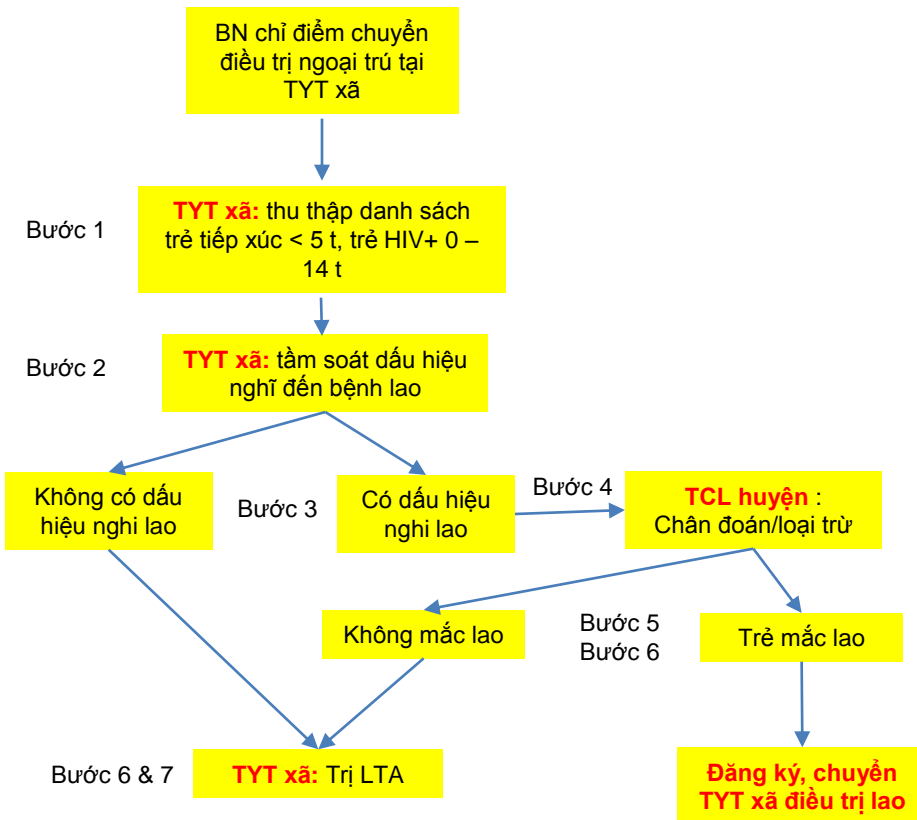 BN chỉ điểm chuyển
điều trị ngoại trú tại
TYT xã
Bước 1
TYT xã: thu thập danh sách
trẻ tiếp xúc < 5 t, trẻ HIV+ 0 –
14 t
Bước 2
TYT xã: tầm soát dấu hiệu
nghĩ đến bệnh lao
Không có dấu
hiệu nghi lao
Bước 3
Có dấu hiệu
nghi lao
Bước 4
TCL huyện :
Chân đoán/loại trừ
Không mắc lao
Bước 5
Bước 6
Trẻ mắc lao
Bước 6 & 7
TYT xã: Trị LTA
Đăng ký, chuyển
TYT xã điều trị lao